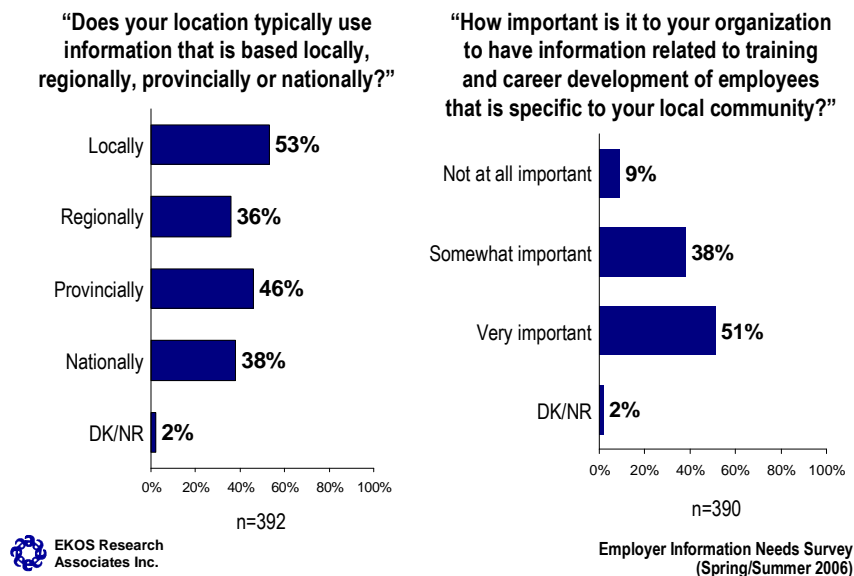 “Does your location typically use
information that is based locally,
regionally, provincially or nationally?”
Locally
53%
Regionally
36%
Provincially
46%
Nationally
38%
DK/NR
2%
0% 20% 40% 60% 80% 100%
n=392
“How important is it to your organization
to have information related to training
and career development of employees
that is specific to your local community?”
Not at all important
9%
Somewhat important
38%
Very important
51%
DK/NR
2%
0% 20% 40% 60% 80% 100%
n=390
EKOS Research
Associates Inc.
Employer Information Needs Survey
(Spring/Summer 2006)